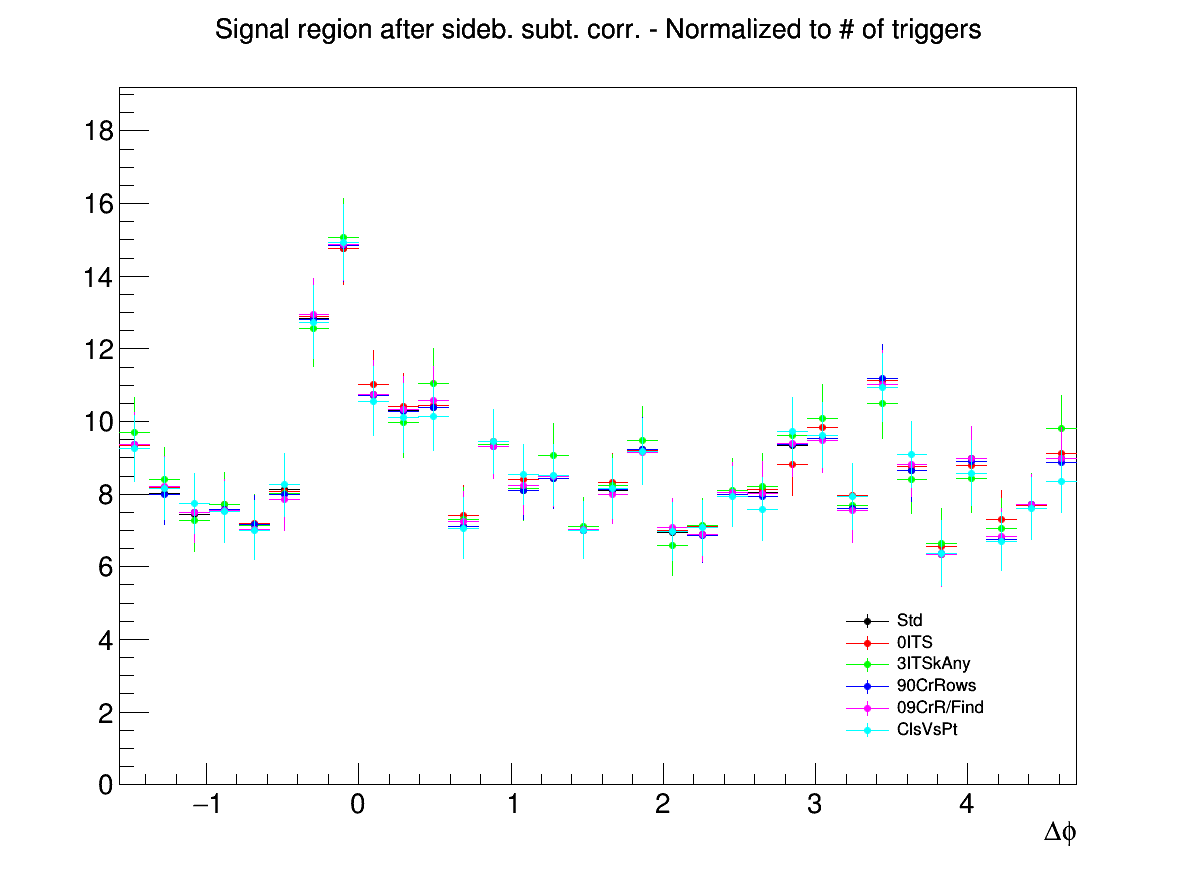 Signal region after sideb. subt. corr. - Normalized to # of triggers
18
16
14
12
10
8
6
4
2
0
Std
0ITS
3ITSkAny
90CrRows
09CrR/Find
ClsVsPt
−1 0 1 2 3 4
Δϕ